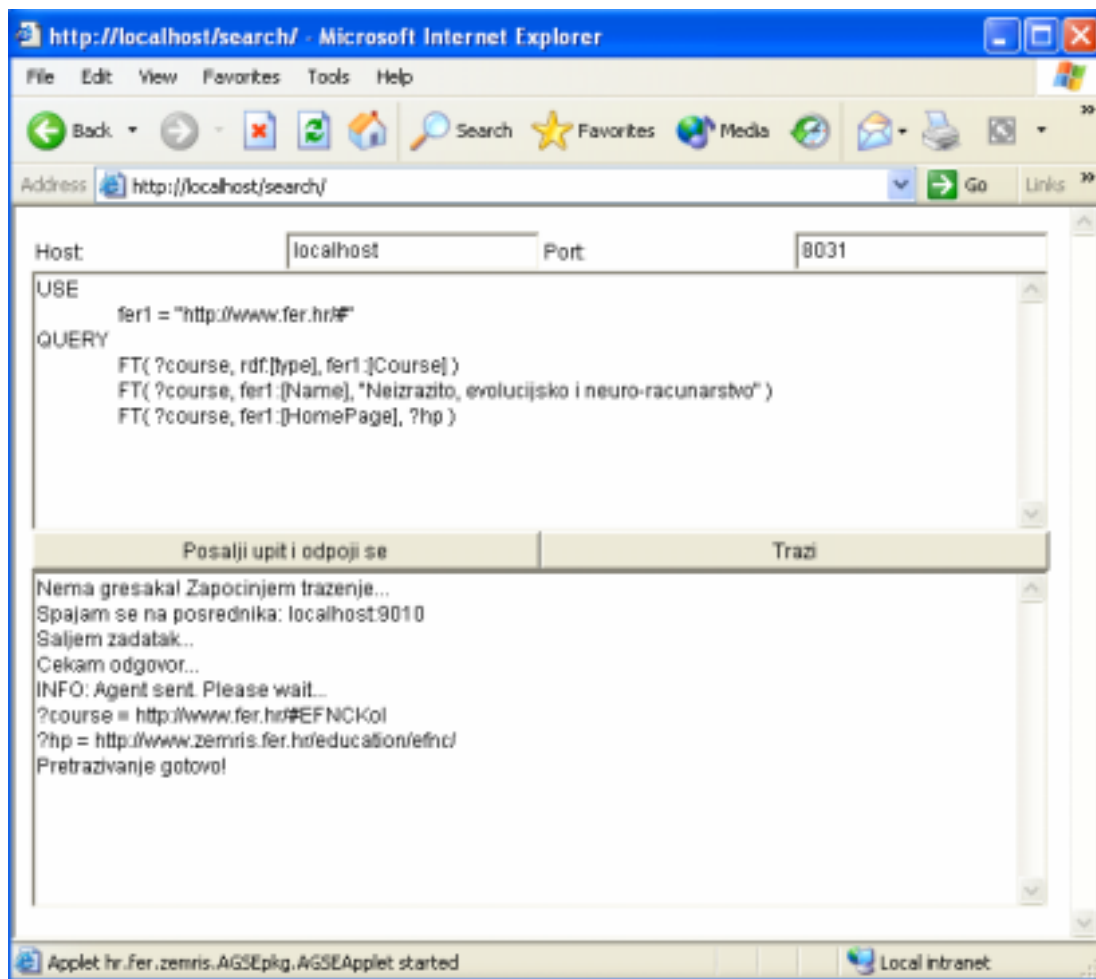 http://localhost/search/ - Microsoft Internet Explorer
File Edit View Favorites Tools Help
Back Search Favorites Media
Address http://localhost/search/ Go Links
Host: localhost Port: 8031
USE
fer1 = "http://www.fer.hr/#"
QUERY
FT( ?course, rdf:[type], fer1:[Course] )
FT( ?course, fer1:[Name], "Neizrazito, evolucijsko i neuro-racunarstvo" )
FT( ?course, fer1:[HomePage], ?hp )
Posalji upit i odpoji se Trazi
Nema gresaka! Zapocinjem trazenje...
Spajam se na posrednika: localhost:9010
Saljem zadatak...
Cekam odgovor...
INFO: Agent sent. Please wait...
?course = http://www.fer.hr/#EFNCKol
?hp = http://www.zemris.fer.hr/education/efnc/
Pretrazivanje gotovo!
Applet hr.fer.zemris.AGSEpkg.AGSEApplet started Local intranet